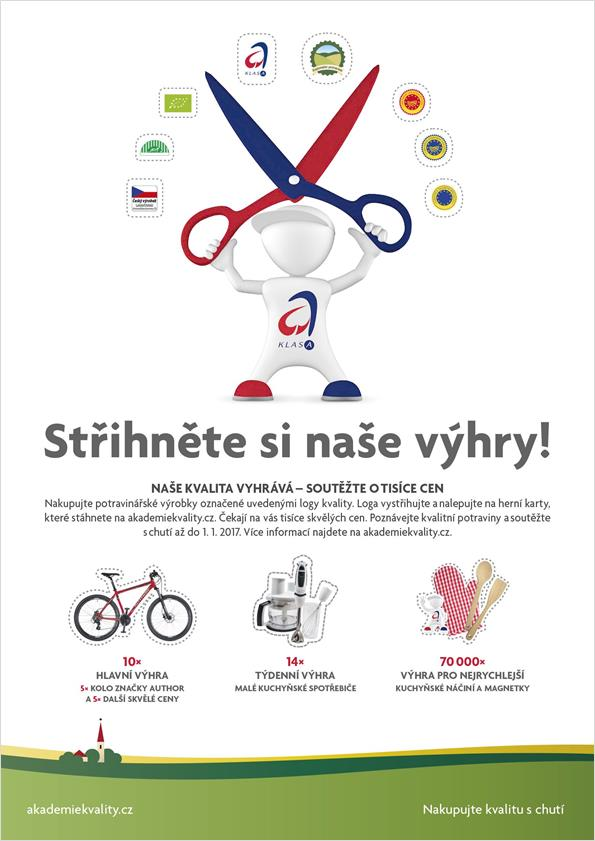 KLASA
Český výrobek
Střihněte si naše výhry!
NAŠE KVALITA VYHRÁVÁ – SOUTĚŽTE O TISÍCE CEN
Nakupujte potravinářské výrobky označené uvedenými logy kvality. Loga vystřihujte a nalepujte na herní karty,
které stáhnete na akademiekvality.cz. Čekají na vás tisíce skvělých cen. Poznávejte kvalitní potraviny a soutěžte
s chutí až do 1. 1. 2017. Více informací najdete na akademiekvality.cz.
10×
HLAVNÍ VÝHRA
5× KOLO ZNAČKY AUTHOR
A 5× DALŠÍ SKVĚLÉ CENY
14×
TÝDENNÍ VÝHRA
MALÉ KUCHYŇSKÉ SPOTŘEBIČE
70 000×
VÝHRA PRO NEJRYCHLEJŠÍ
KUCHYŇSKÉ NÁČINÍ A MAGNETKY
akademiekvality.cz
Nakupujte kvalitu s chutí
KLASA